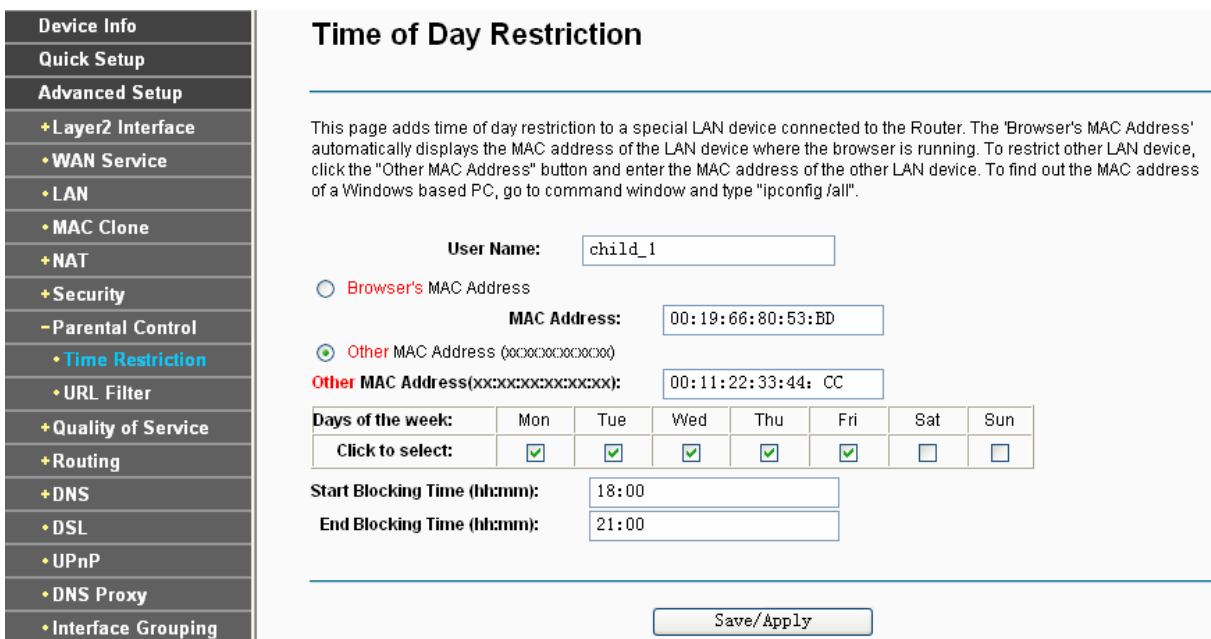 Device Info
Quick Setup
Advanced Setup
+Layer2 Interface
•WAN Service
•LAN
•MAC Clone
+NAT
+Security
-Parental Control
•Time Restriction
•URL Filter
+Quality of Service
+Routing
+DNS
•DSL
•UPnP
•DNS Proxy
•Interface Grouping
Time of Day Restriction
This page adds time of day restriction to a special LAN device connected to the Router. The 'Browser's MAC Address'
automatically displays the MAC address of the LAN device where the browser is running. To restrict other LAN device,
click the "Other MAC Address" button and enter the MAC address of the other LAN device. To find out the MAC address
of a Windows based PC, go to command window and type "ipconfig /all".
User Name: child_1
Browser's MAC Address
MAC Address: 00:19:66:80:53:BD
Other MAC Address (xx:xx:xx:xx:xx:xx)
Other MAC Address(xx:xx:xx:xx:xx:xx): 00:11:22:33:44: CC
Days of the week: Mon Tue Wed Thu Fri Sat Sun
Click to select:
Start Blocking Time (hh:mm): 18:00
End Blocking Time (hh:mm): 21:00
Save/Apply